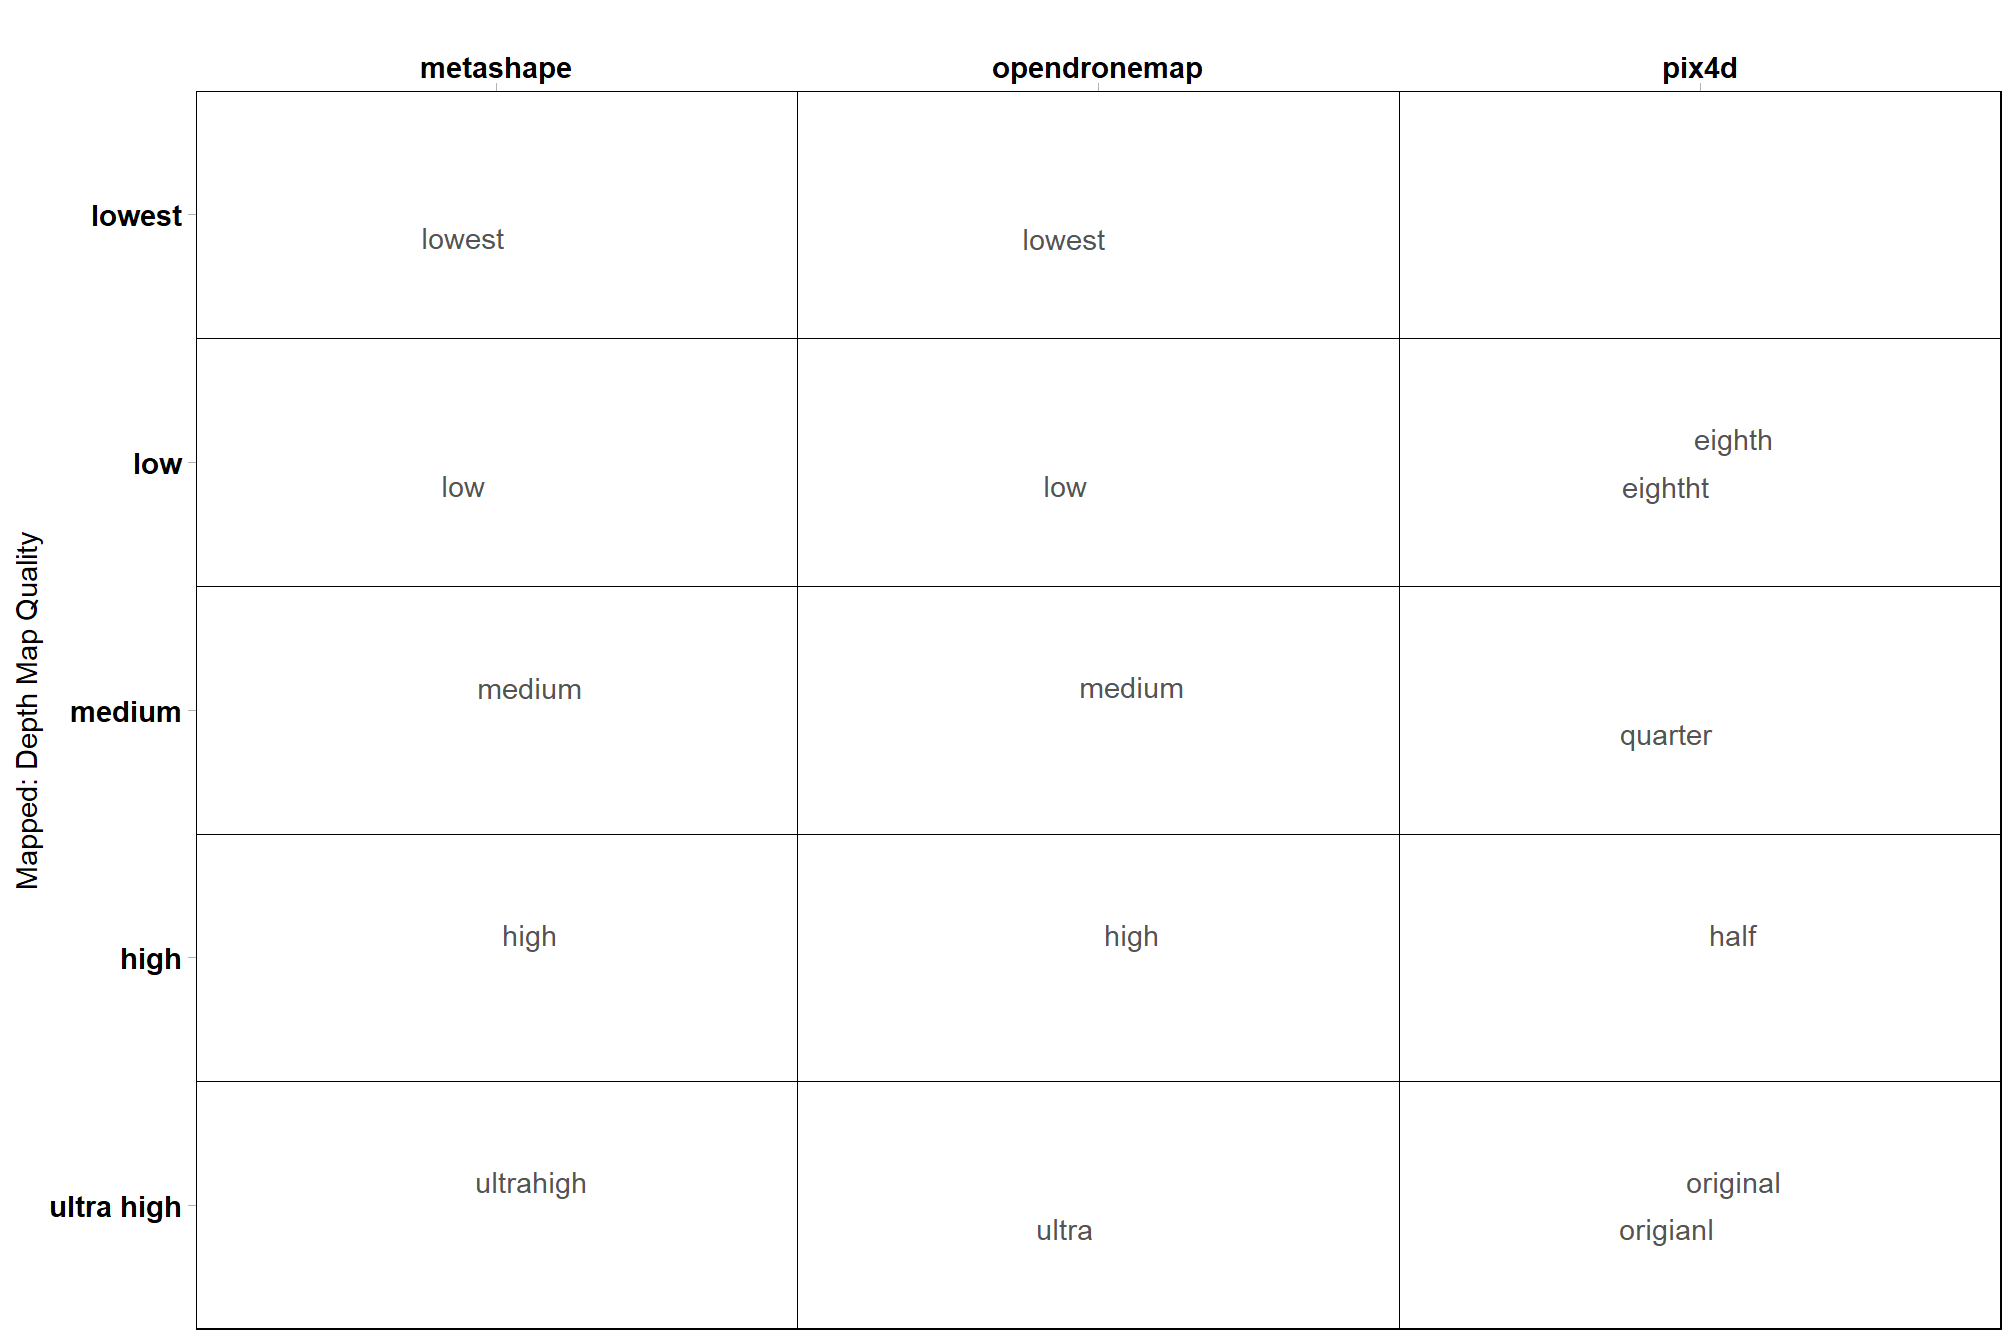 metashape opendronemap pix4d
lowest lowest lowest
low low low eighth
eightht
Mapped: Depth Map Quality
medium medium medium quarter
high high high half
ultra high ultrahigh ultra original
origianl